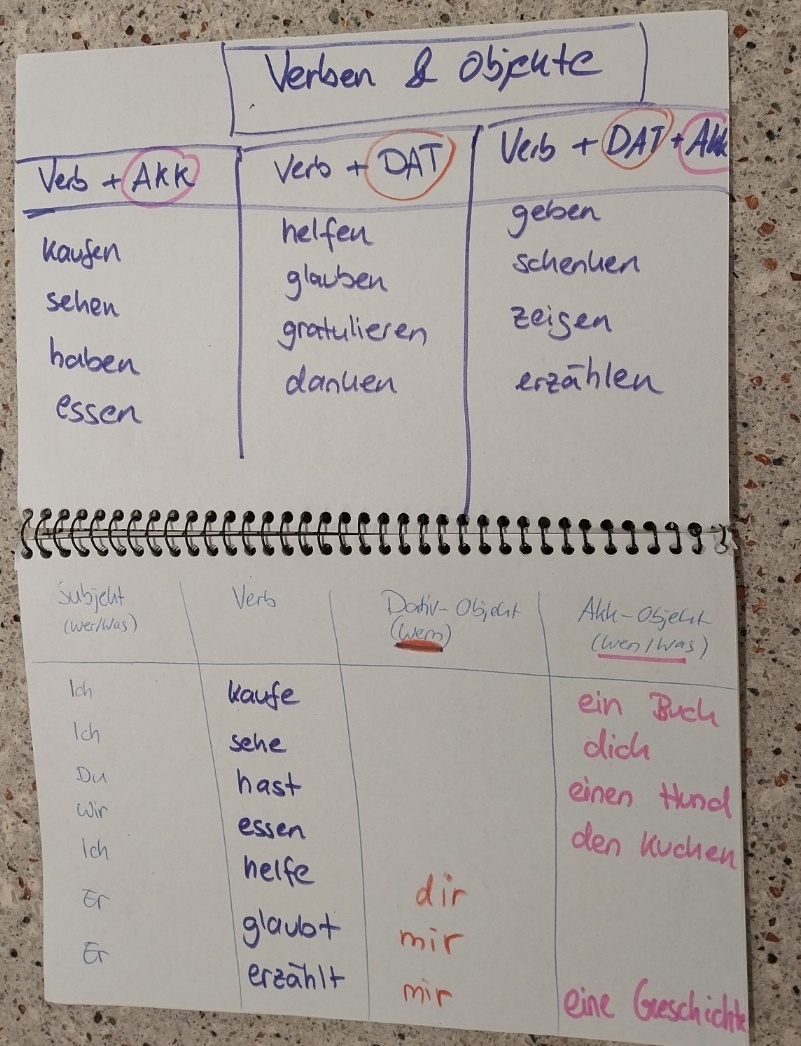 Verben & Objekte
Verb + AKK
Verb + DAT
Verb + DAT + Akk
kaufen
sehen
haben
essen
helfen
glauben
gratulieren
danken
geben
schenken
zeigen
erzählen
Subjekt (wer/was)
Verb
Dativ-Objekt (wem)
Akk-Objekt (wen/was)
Ich kaufe ein Buch
Ich sehe dich
Du hast einen Hund
Wir essen den Kuchen
Ich helfe dir
Er glaubt mir
Er erzählt mir eine Geschichte